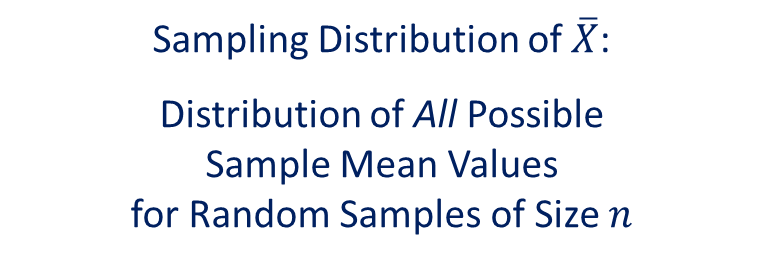 Sampling Distribution of X̅:
Distribution of All Possible
Sample Mean Values
for Random Samples of Size n